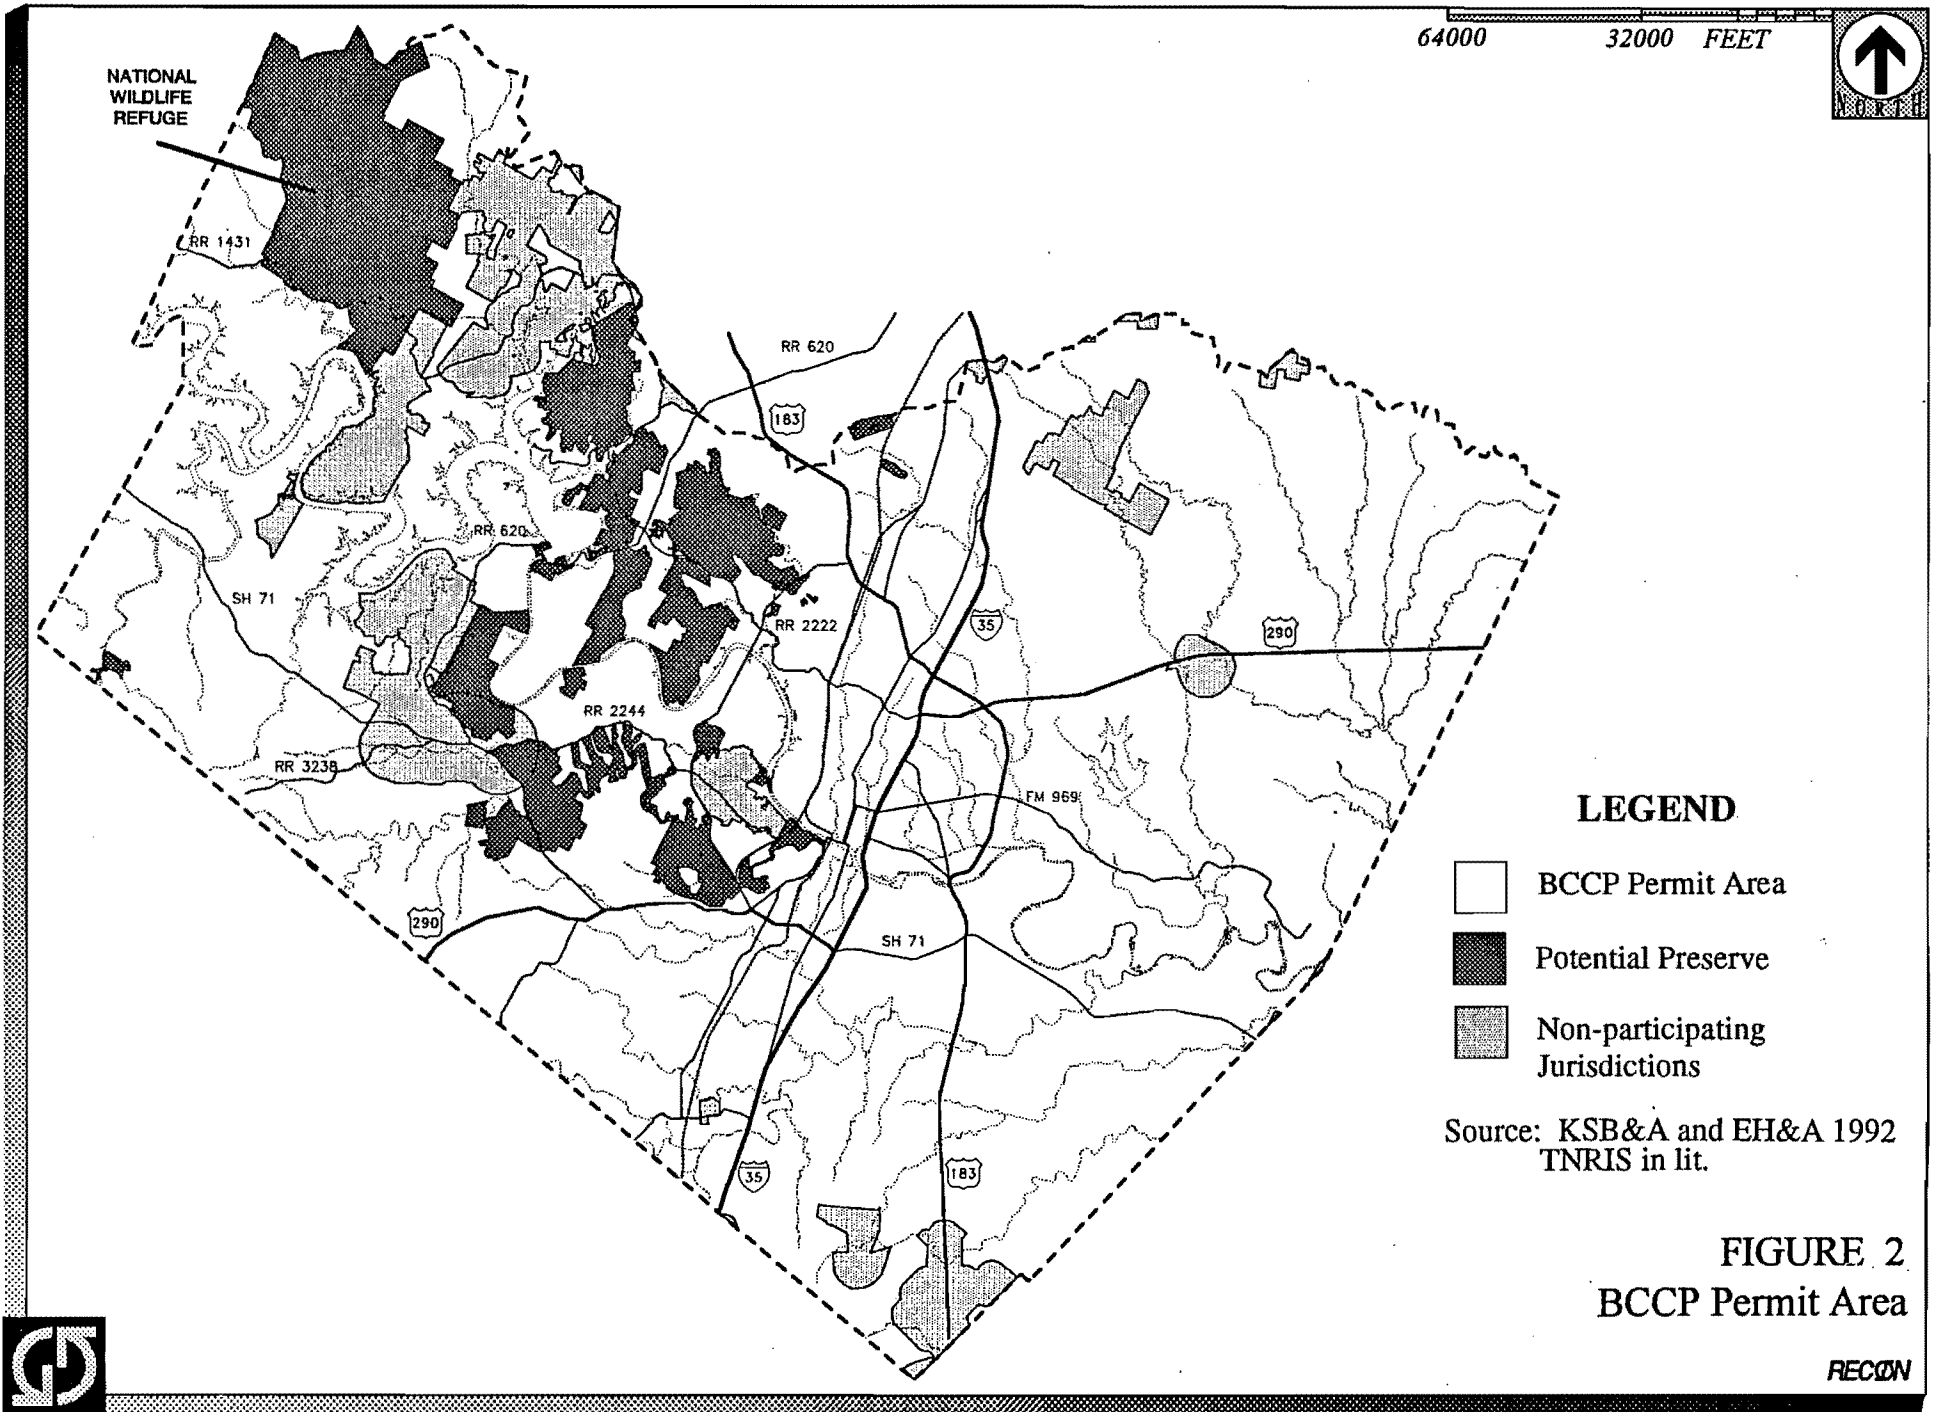 64000 32000 FEET
NORTH
NATIONAL
WILDLIFE
REFUGE
RR 1431
RR 620
183
RR 620
SH 71
RR 2222
35
290
RR 2244
RR 3238
FM 969
290
SH 71
35
183
LEGEND
BCCP Permit Area
Potential Preserve
Non-participating
Jurisdictions
Source: KSB&A and EH&A 1992
TNRIS in lit.
FIGURE 2
BCCP Permit Area
RECON